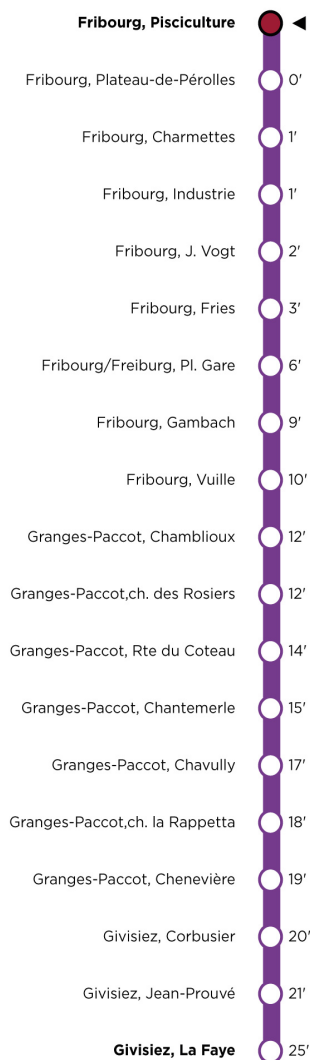 Fribourg, Pisciculture
Fribourg, Plateau-de-Pérolles 0'
Fribourg, Charmettes 1'
Fribourg, Industrie 1'
Fribourg, J. Vogt 2'
Fribourg, Fries 3'
Fribourg/Freiburg, Pl. Gare 6'
Fribourg, Gambach 9'
Fribourg, Vuille 10'
Granges-Paccot, Chamblioux 12'
Granges-Paccot,ch. des Rosiers 12'
Granges-Paccot, Rte du Coteau 14'
Granges-Paccot, Chantemerle 15'
Granges-Paccot, Chavully 17'
Granges-Paccot,ch. la Rappetta 18'
Granges-Paccot, Chenevière 19'
Givisiez, Corbusier 20'
Givisiez, Jean-Prouvé 21'
Givisiez, La Faye 25'